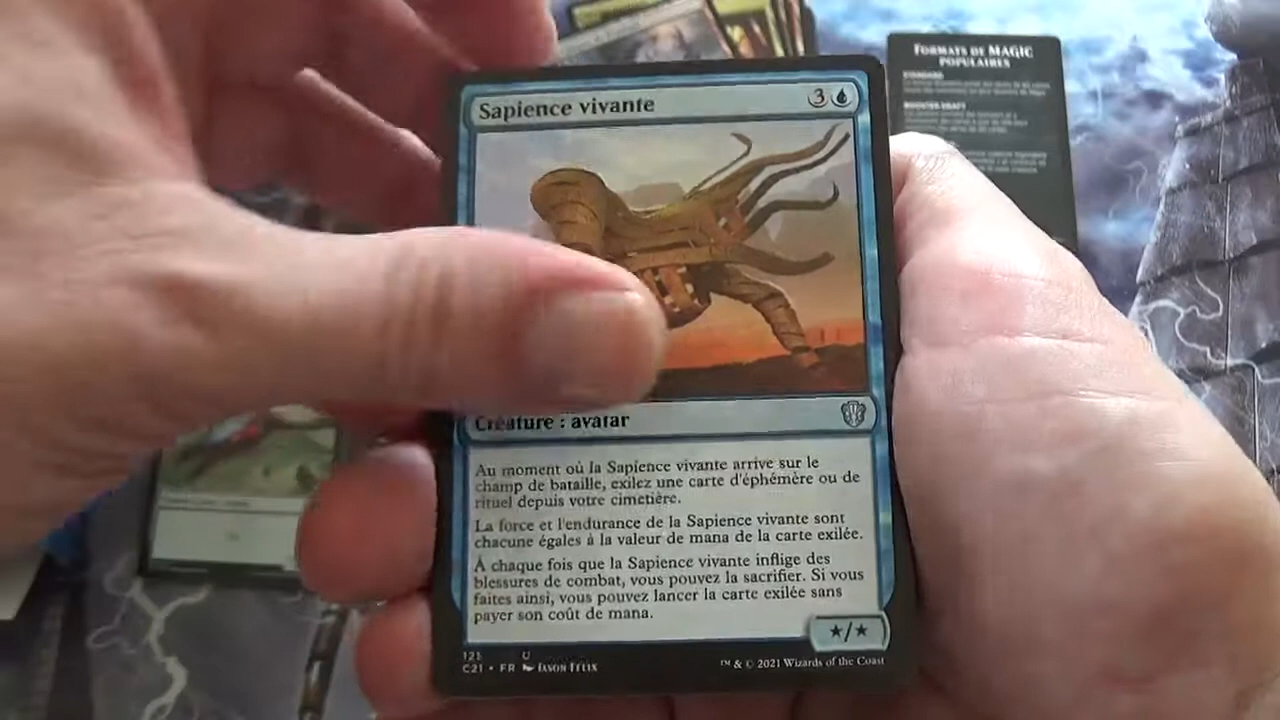 FORMATS DE MAGIC
POPULAIRES
STANDARD
BOOSTER DRAFT
Sapience vivante
3
Créature : avatar
Au moment où la Sapience vivante arrive sur le
champ de bataille, exilez une carte d'éphémère ou de
rituel depuis votre cimetière.
La force et l'endurance de la Sapience vivante sont
chacune égales à la valeur de mana de la carte exilée.
À chaque fois que la Sapience vivante inflige des
blessures de combat, vous pouvez la sacrifier. Si vous
faites ainsi, vous pouvez lancer la carte exilée sans
payer son coût de mana.
★/★
125 U
C21 • FR JASON FELIX
™ & © 2021 Wizards of the Coast